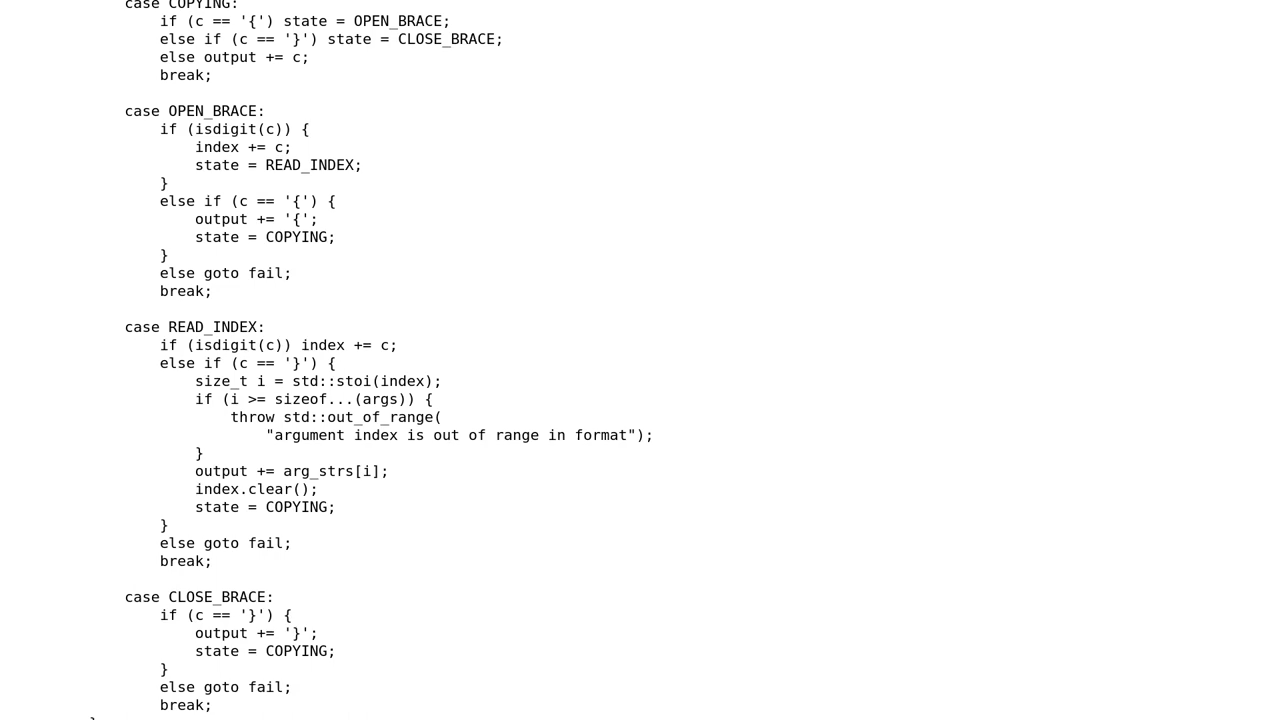 case COPYING:
if (c == '{') state = OPEN_BRACE;
else if (c == '}') state = CLOSE_BRACE;
else output += c;
break;
case OPEN_BRACE:
if (isdigit(c)) {
index += c;
state = READ_INDEX;
}
else if (c == '{') {
output += '{';
state = COPYING;
}
else goto fail;
break;
case READ_INDEX:
if (isdigit(c)) index += c;
else if (c == '}') {
size_t i = std::stoi(index);
if (i >= sizeof...(args)) {
throw std::out_of_range(
"argument index is out of range in format");
}
output += arg_strs[i];
index.clear();
state = COPYING;
}
else goto fail;
break;
case CLOSE_BRACE:
if (c == '}') {
output += '}';
state = COPYING;
}
else goto fail;
break;
}